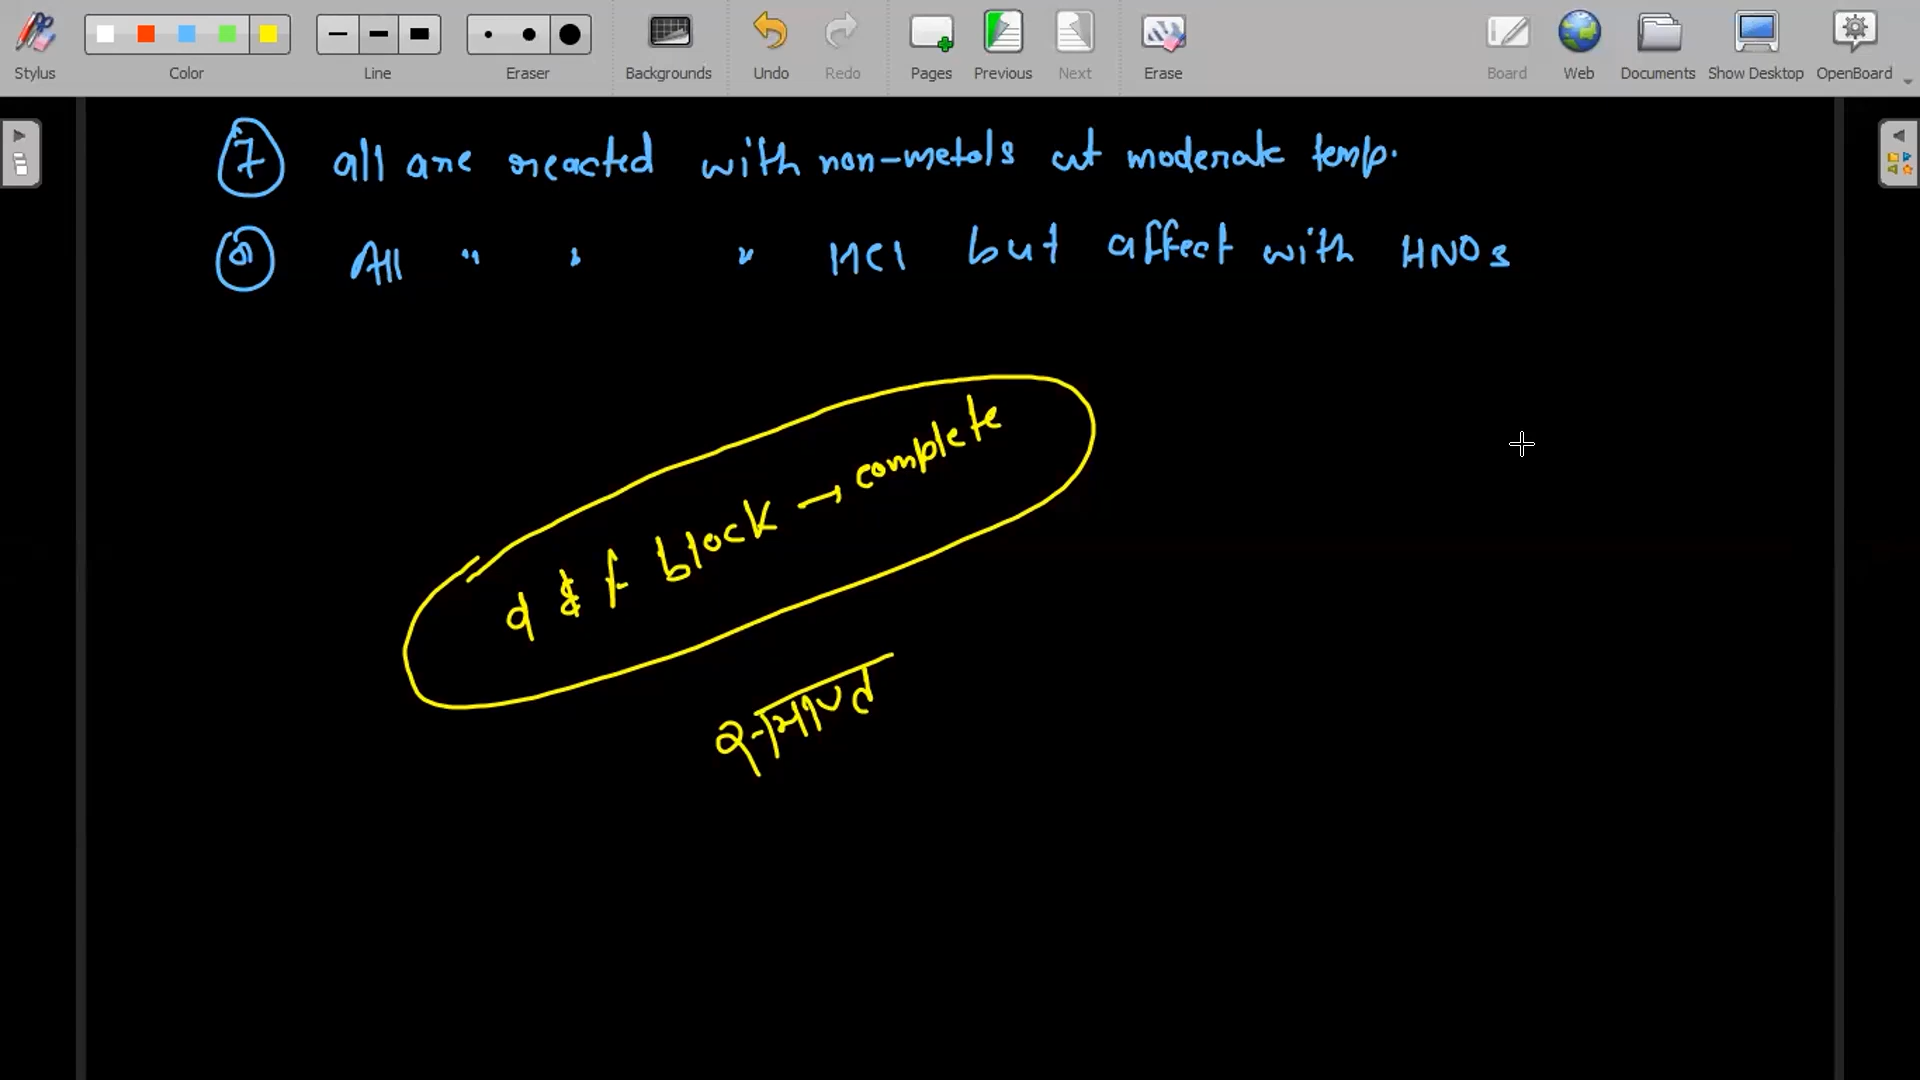 Stylus Color Line Eraser Backgrounds Undo Redo Pages Previous Next Erase Board Web Documents Show Desktop OpenBoard
7 all are reacted with non-metals at moderate temp.
8 All " " " HCl but affect with HNO3
d & f block → complete